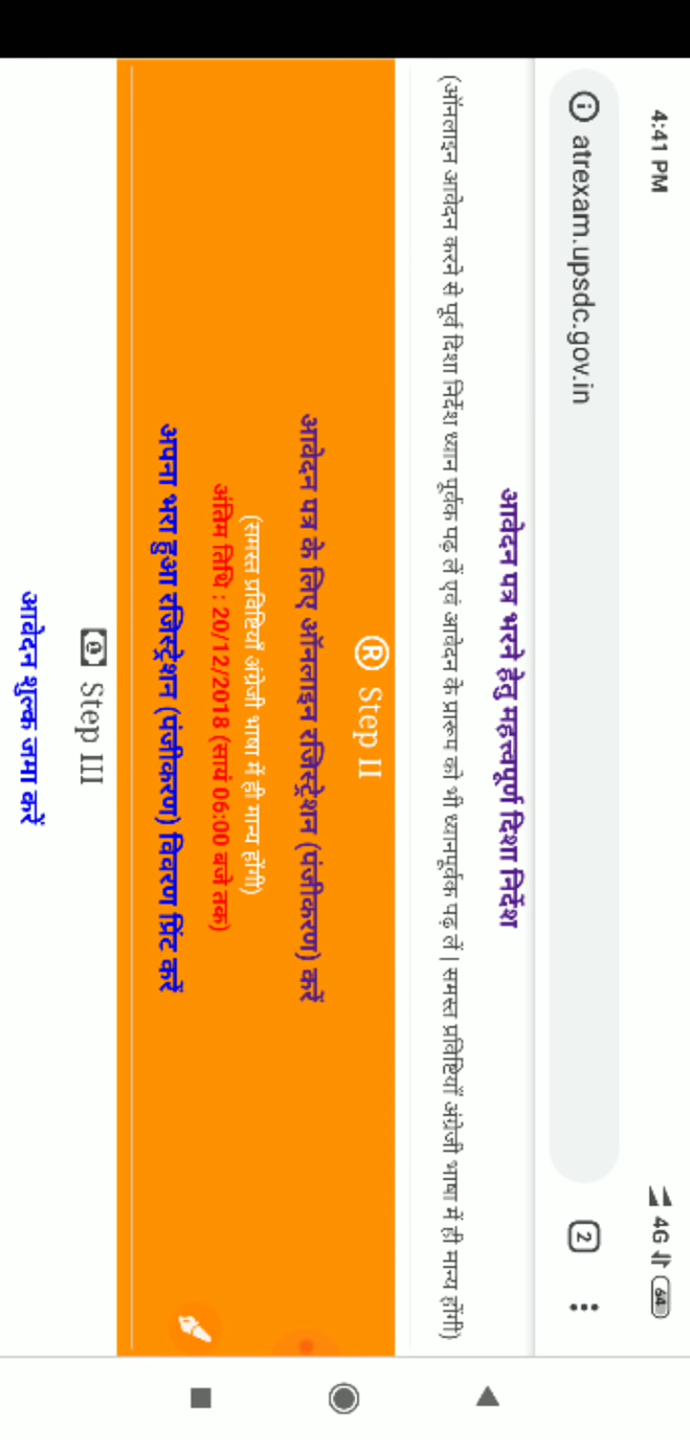 4:41 PM
4G
64
atrexam.upsdc.gov.in
2
आवेदन पत्र भरने हेतु महत्त्वपूर्ण दिशा निर्देश
(ऑनलाइन आवेदन करने से पूर्व दिशा निर्देश ध्यान पूर्वक पढ़ लें एवं आवेदन के प्रारूप को भी ध्यानपूर्वक पढ़ लें | समस्त प्रविष्टियाँ अंग्रेजी भाषा में ही मान्य होंगी)
® Step II
आवेदन पत्र के लिए ऑनलाइन रजिस्ट्रेशन (पंजीकरण) करें
(समस्त प्रविष्टियाँ अंग्रेजी भाषा में ही मान्य होंगी)
अंतिम तिथि : 20/12/2018 (सायं 06:00 बजे तक)
अपना भरा हुआ रजिस्ट्रेशन (पंजीकरण) विवरण प्रिंट करें
Step III
आवेदन शुल्क जमा करें